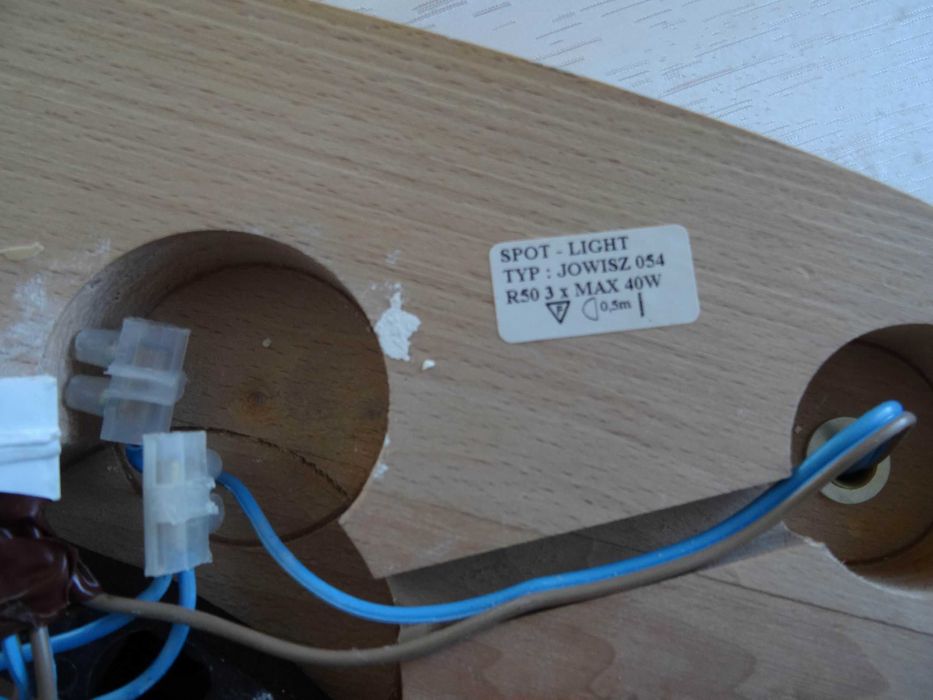 SPOT - LIGHT
TYP : JOWISZ 054
R50 3 x MAX 40W
F 0,5m